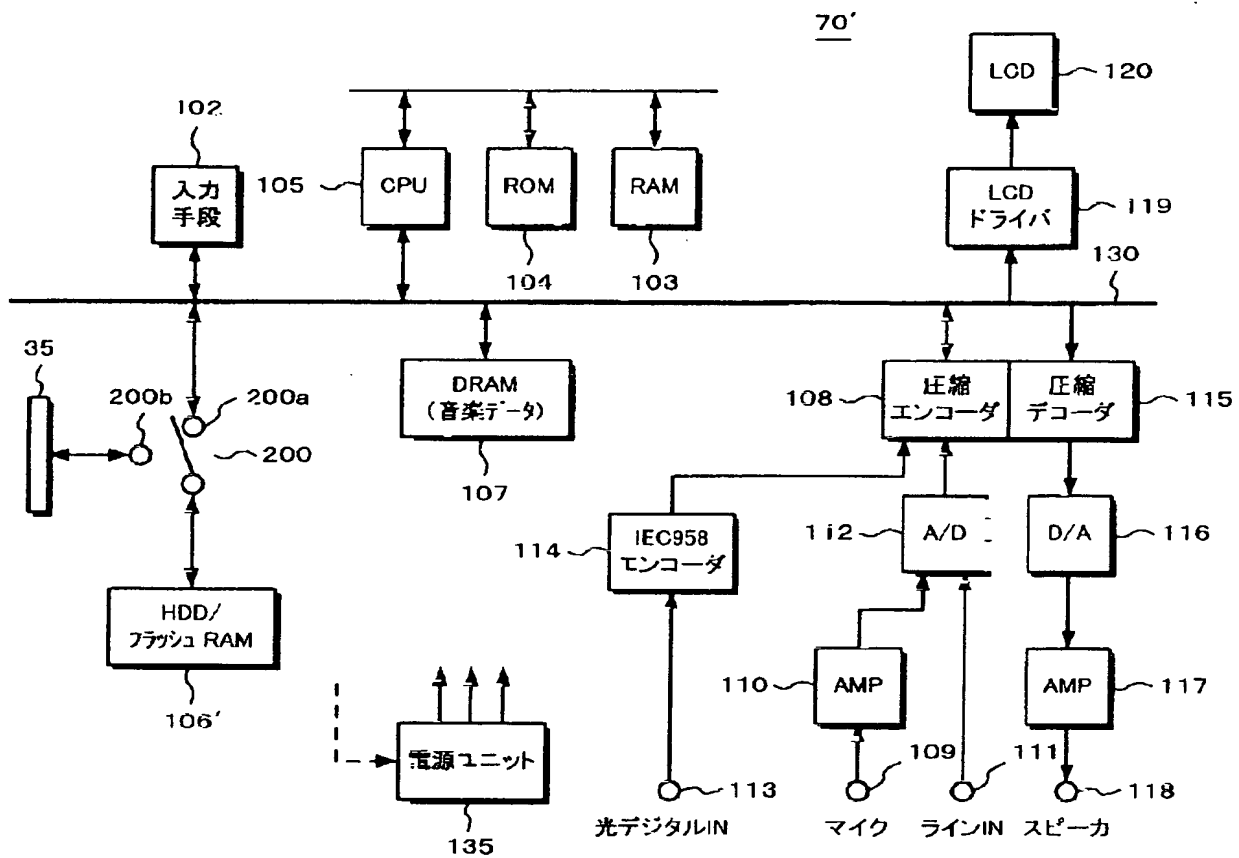 70′
LCD
120
102
入力
手段
105
CPU
ROM
RAM
104
103
LCD
ドライバ
119
130
35
200b
200a
200
DRAM
(音楽データ)
107
108
圧縮
エンコーダ
圧縮
デコーダ
115
114
IEC958
エンコーダ
112
A/D
D/A
116
HDD/
フラッシュ RAM
106′
電源ユニット
135
110
AMP
AMP
117
113
109
111
118
光デジタルIN
マイク
ラインIN
スピーカ